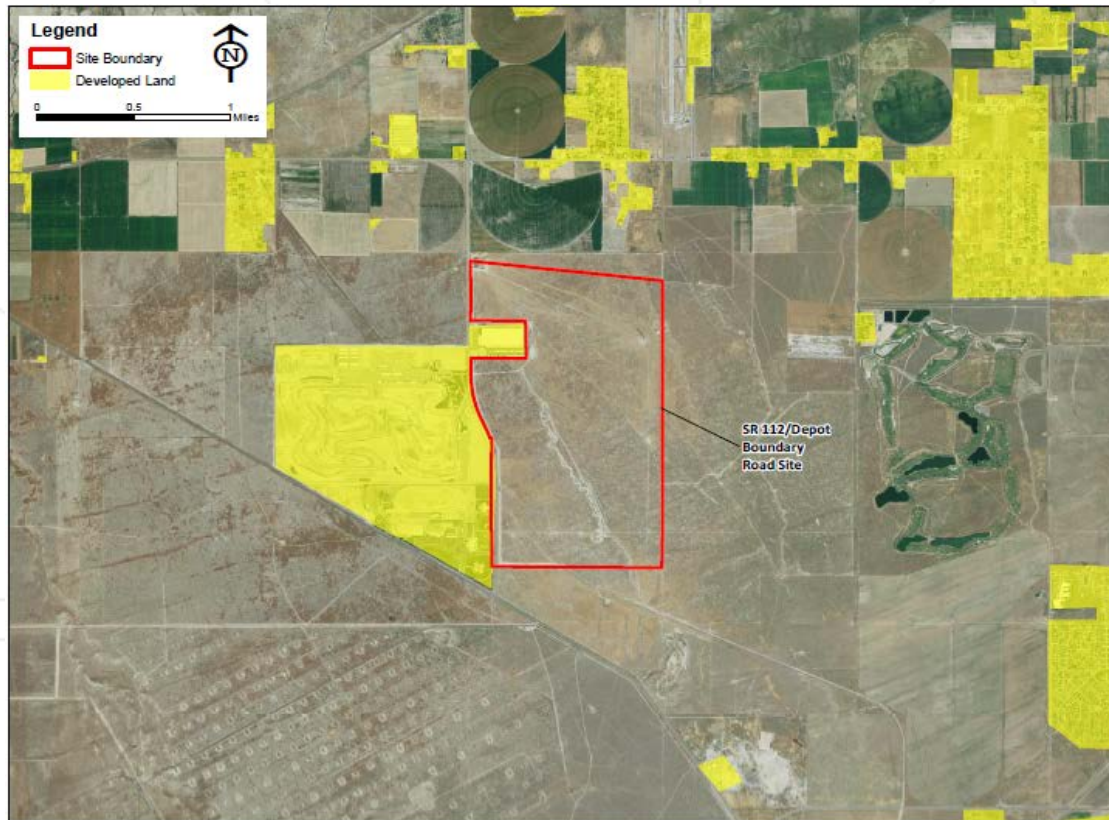 Legend
N
Site Boundary
Developed Land
0 0.5 1
Miles
SR 112/Depot
Boundary
Road Site